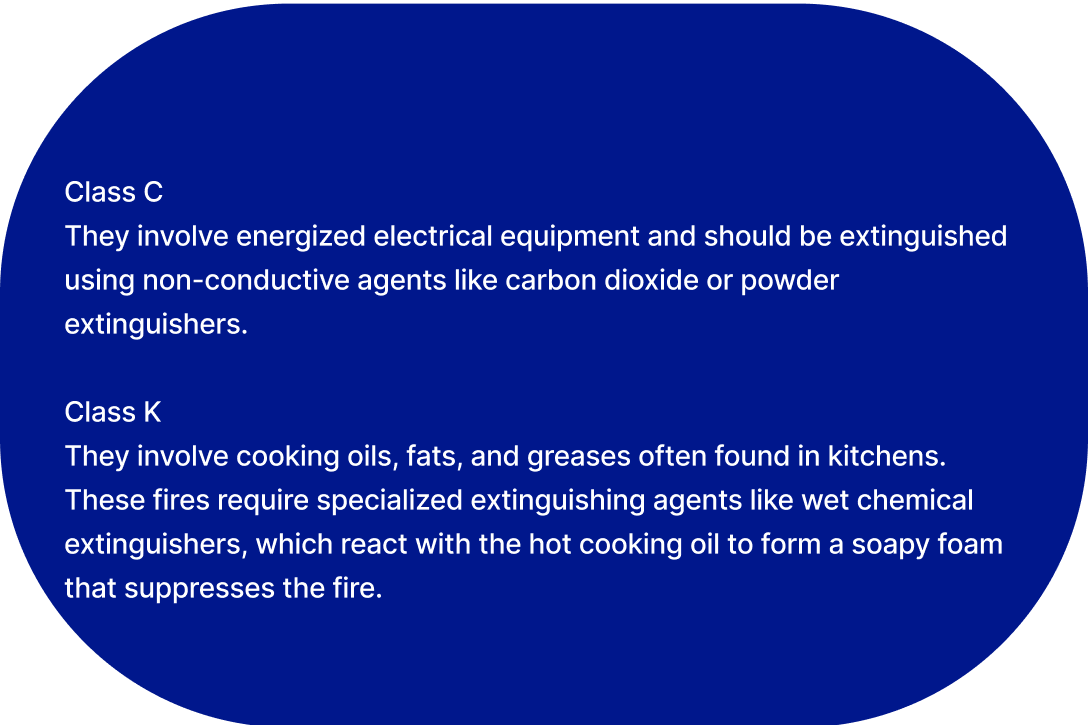 Class C
They involve energized electrical equipment and should be extinguished
using non-conductive agents like carbon dioxide or powder
extinguishers.
Class K
They involve cooking oils, fats, and greases often found in kitchens.
These fires require specialized extinguishing agents like wet chemical
extinguishers, which react with the hot cooking oil to form a soapy foam
that suppresses the fire.